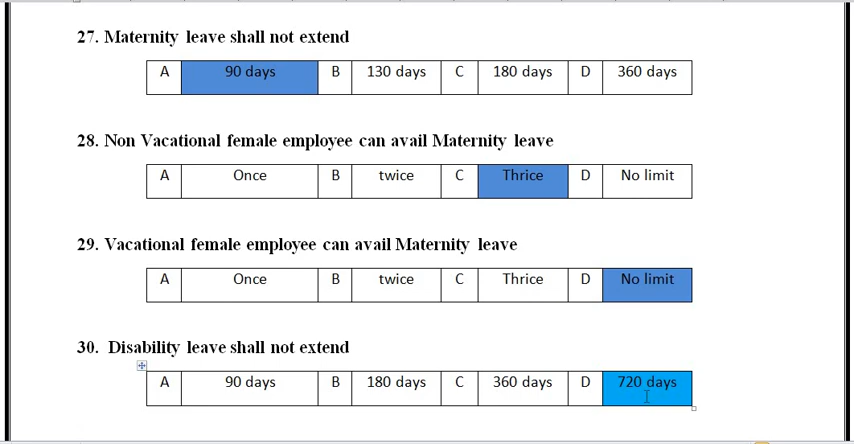 27. Maternity leave shall not extend
A 90 days B 130 days C 180 days D 360 days
28. Non Vacational female employee can avail Maternity leave
A Once B twice C Thrice D No limit
29. Vacational female employee can avail Maternity leave
A Once B twice C Thrice D No limit
30. Disability leave shall not extend
A 90 days B 180 days C 360 days D 720 days